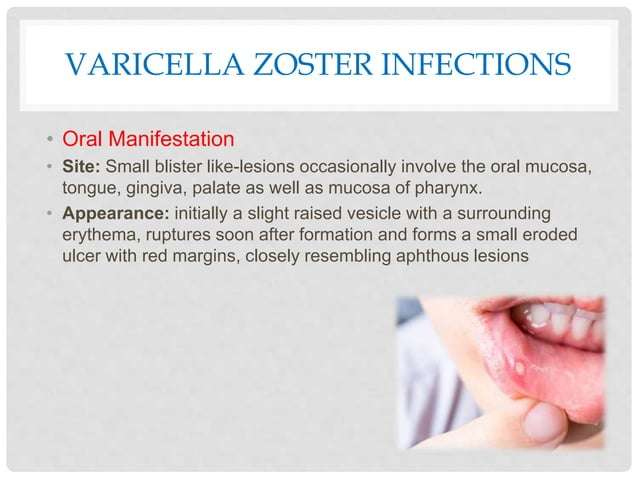 VARICELLA ZOSTER INFECTIONS
• Oral Manifestation
• Site: Small blister like-lesions occasionally involve the oral mucosa,
tongue, gingiva, palate as well as mucosa of pharynx.
• Appearance: initially a slight raised vesicle with a surrounding
erythema, ruptures soon after formation and forms a small eroded
ulcer with red margins, closely resembling aphthous lesions